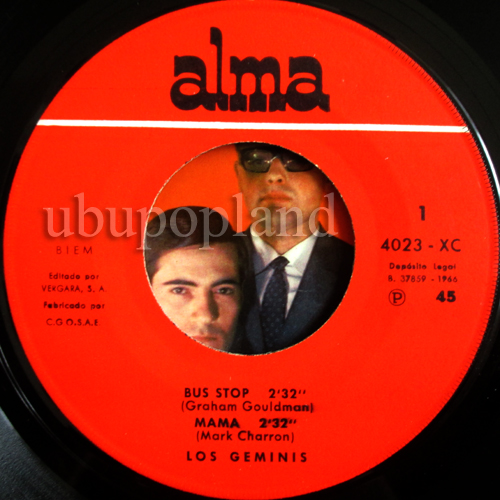 alma
ubupopland
BIEM
Editado por
VERGARA, S. A.
Fabricado por
C.G.O.S.A.E.
1
4023 - XC
Depósito Legal
B. 37859 - 1966
Ⓟ 45
BUS STOP 2'32"
(Graham Gouldman)
MAMA 2'32"
(Mark Charron)
LOS GEMINIS